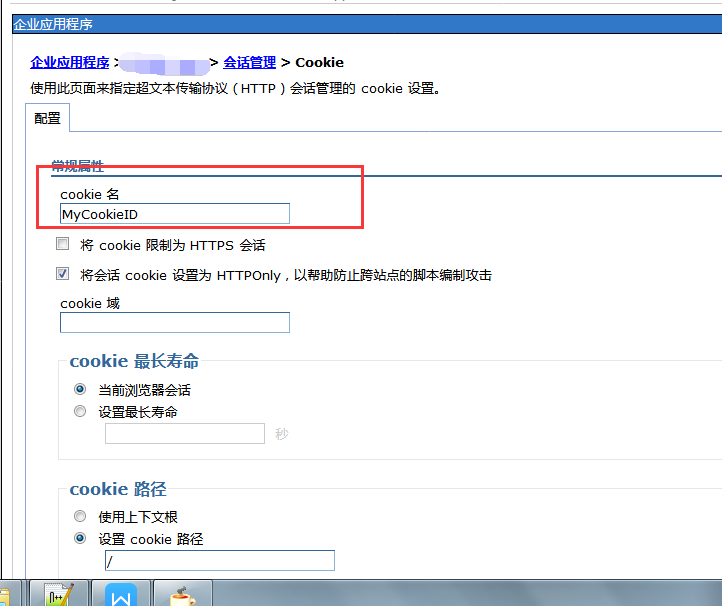 企业应用程序
企业应用程序 > > 会话管理 > Cookie
使用此页面来指定超文本传输协议（HTTP）会话管理的 cookie 设置。
配置
常规属性
cookie 名
MyCookieID
将 cookie 限制为 HTTPS 会话
将会话 cookie 设置为 HTTPOnly，以帮助防止跨站点的脚本编制攻击
cookie 域
cookie 最长寿命
当前浏览器会话
设置最长寿命
秒
cookie 路径
使用上下文根
设置 cookie 路径
/